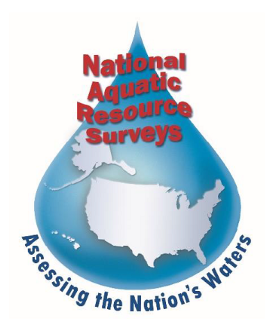 National
Aquatic
Resource
Surveys
Assessing the Nation's Waters